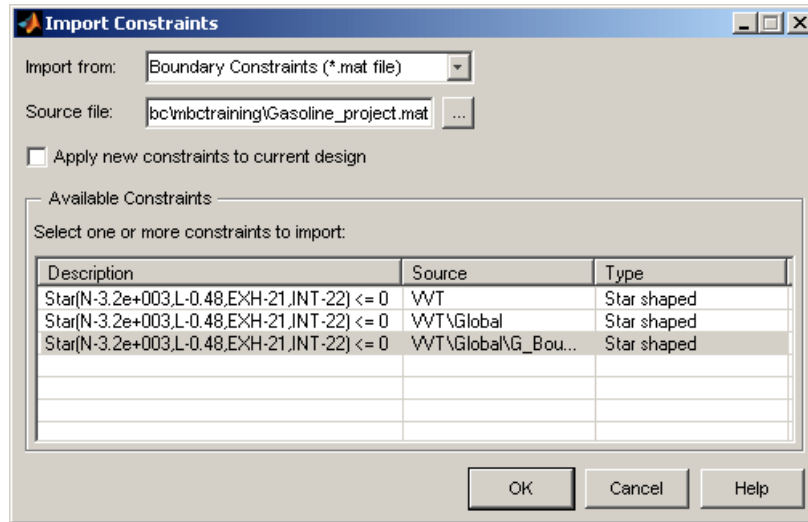 Import Constraints
Import from: Boundary Constraints (*.mat file)
Source file: bc\mbctraining\Gasoline_project.mat ...
Apply new constraints to current design
Available Constraints
Select one or more constraints to import:
Description Source Type
Star(N-3.2e+003,L-0.48,EXH-21,INT-22) <= 0 VVT Star shaped
Star(N-3.2e+003,L-0.48,EXH-21,INT-22) <= 0 VVT\Global Star shaped
Star(N-3.2e+003,L-0.48,EXH-21,INT-22) <= 0 VVT\Global\G_Bou... Star shaped
OK Cancel Help